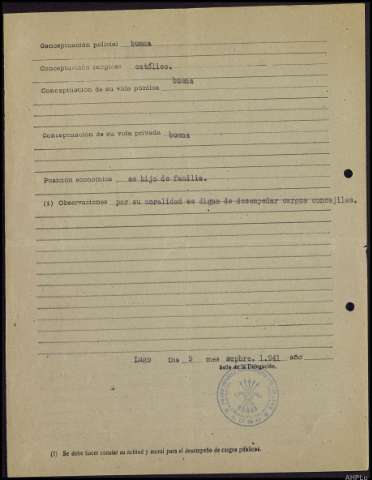 Conceptuación policial buena
Conceptuación religiosa católico.
buena
Conceptuación de su vida pública
Conceptuación de su vida privada buena
Posición económica es hijo de familia.
(1) Observaciones por su moralidad es digno de desempeñar cargos concejiles.
Lugo Dia 9 mes sepbre. 1.941 año
Sello de la Delegación.
(1) Se debe hacer constar su actitud y moral para el desempeño de cargos públicos.
AHPLu